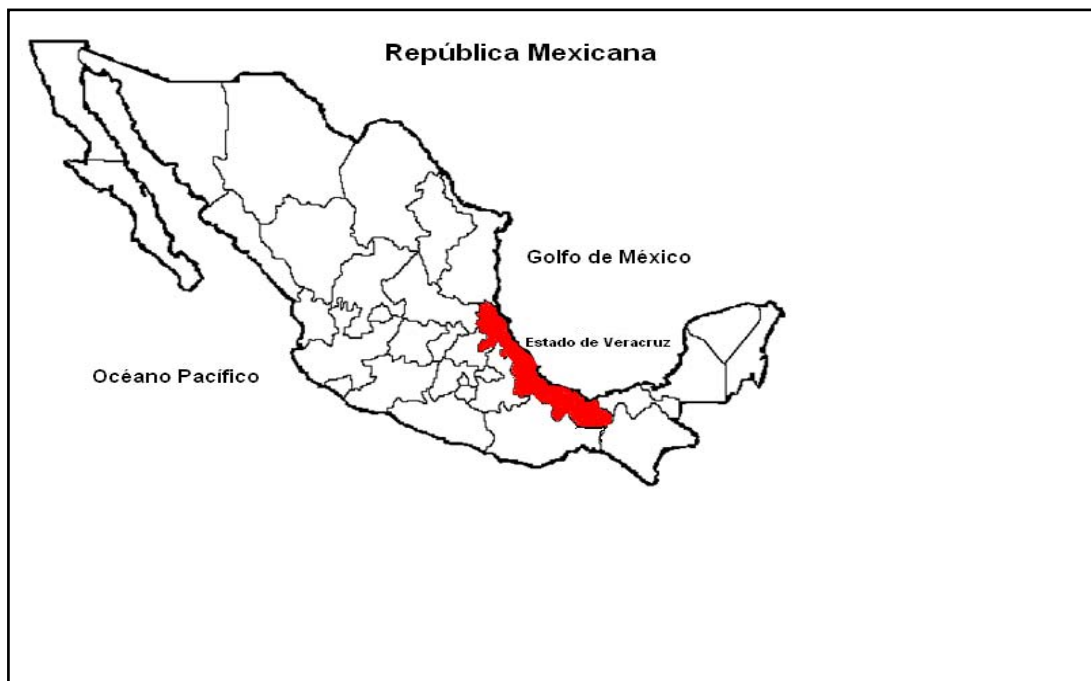 República Mexicana
Golfo de México
Estado de Veracruz
Océano Pacífico